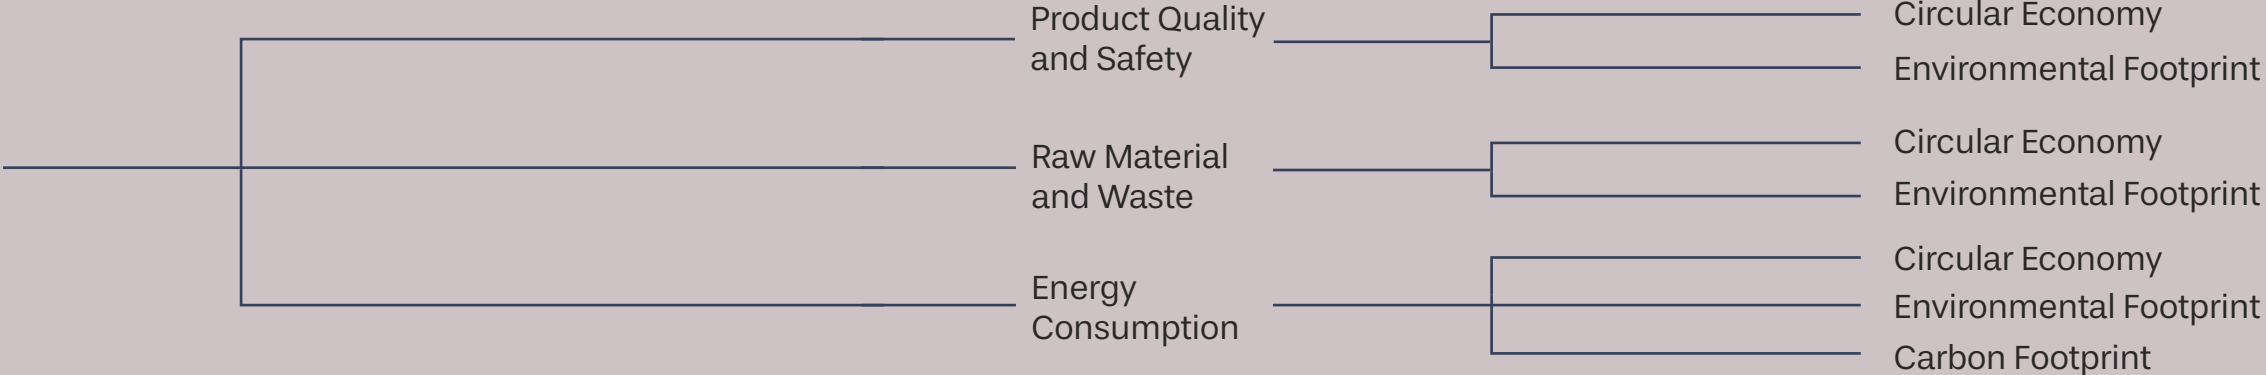 Product Quality
and Safety
Circular Economy
Environmental Footprint
Raw Material
and Waste
Circular Economy
Environmental Footprint
Energy
Consumption
Circular Economy
Environmental Footprint
Carbon Footprint